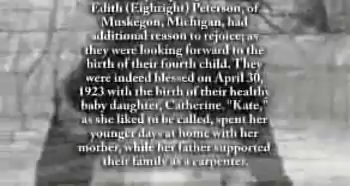 Edith (Eighright) Peterson, of
Muskegon, Michigan, had
additional reason to rejoice; as
they were looking forward to the
birth of their fourth child. They
were indeed blessed on April 30,
1923 with the birth of their healthy
baby daughter, Catherine. "Kate,"
as she liked to be called, spent her
younger days at home with her
mother, while her father supported
their family as a carpenter.